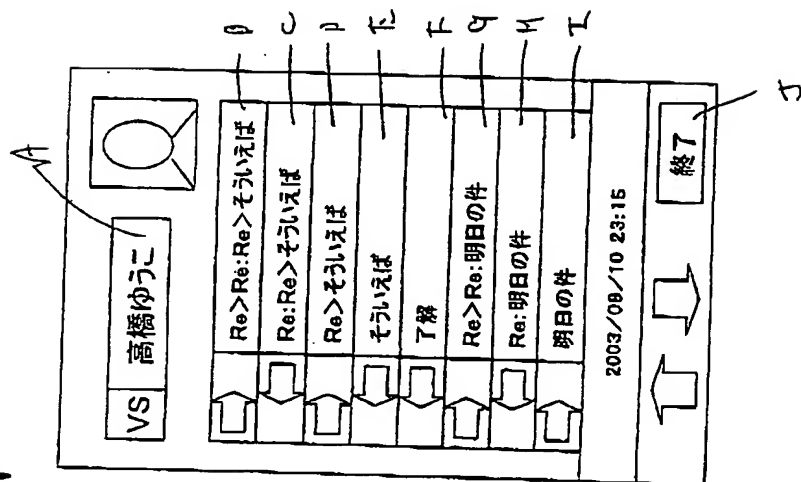 A
VS 高橋ゆうこ
Re>Re:Re>そういえば B
Re:Re>そういえば C
Re>そういえば D
そういえば E
了解 F
Re>Re:明日の件 G
Re:明日の件 H
明日の件 I
2003/09/10 23:15
終了 J